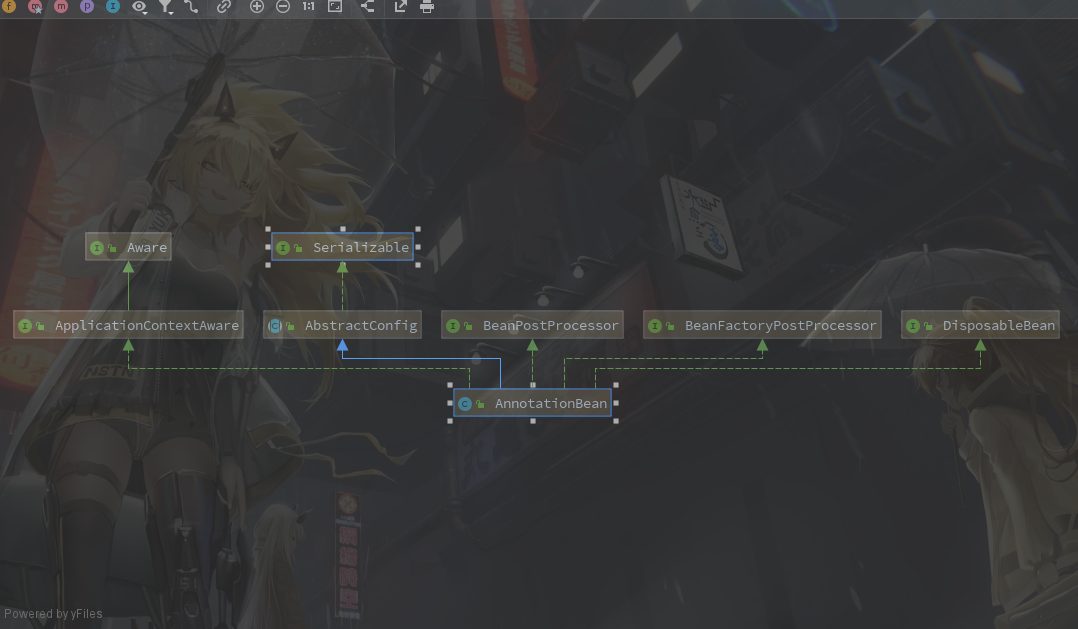 f m m p I 1:1
I Aware
I Serializable
I ApplicationContextAware
C AbstractConfig
I BeanPostProcessor
I BeanFactoryPostProcessor
I DisposableBean
C AnnotationBean
Powered by yFiles